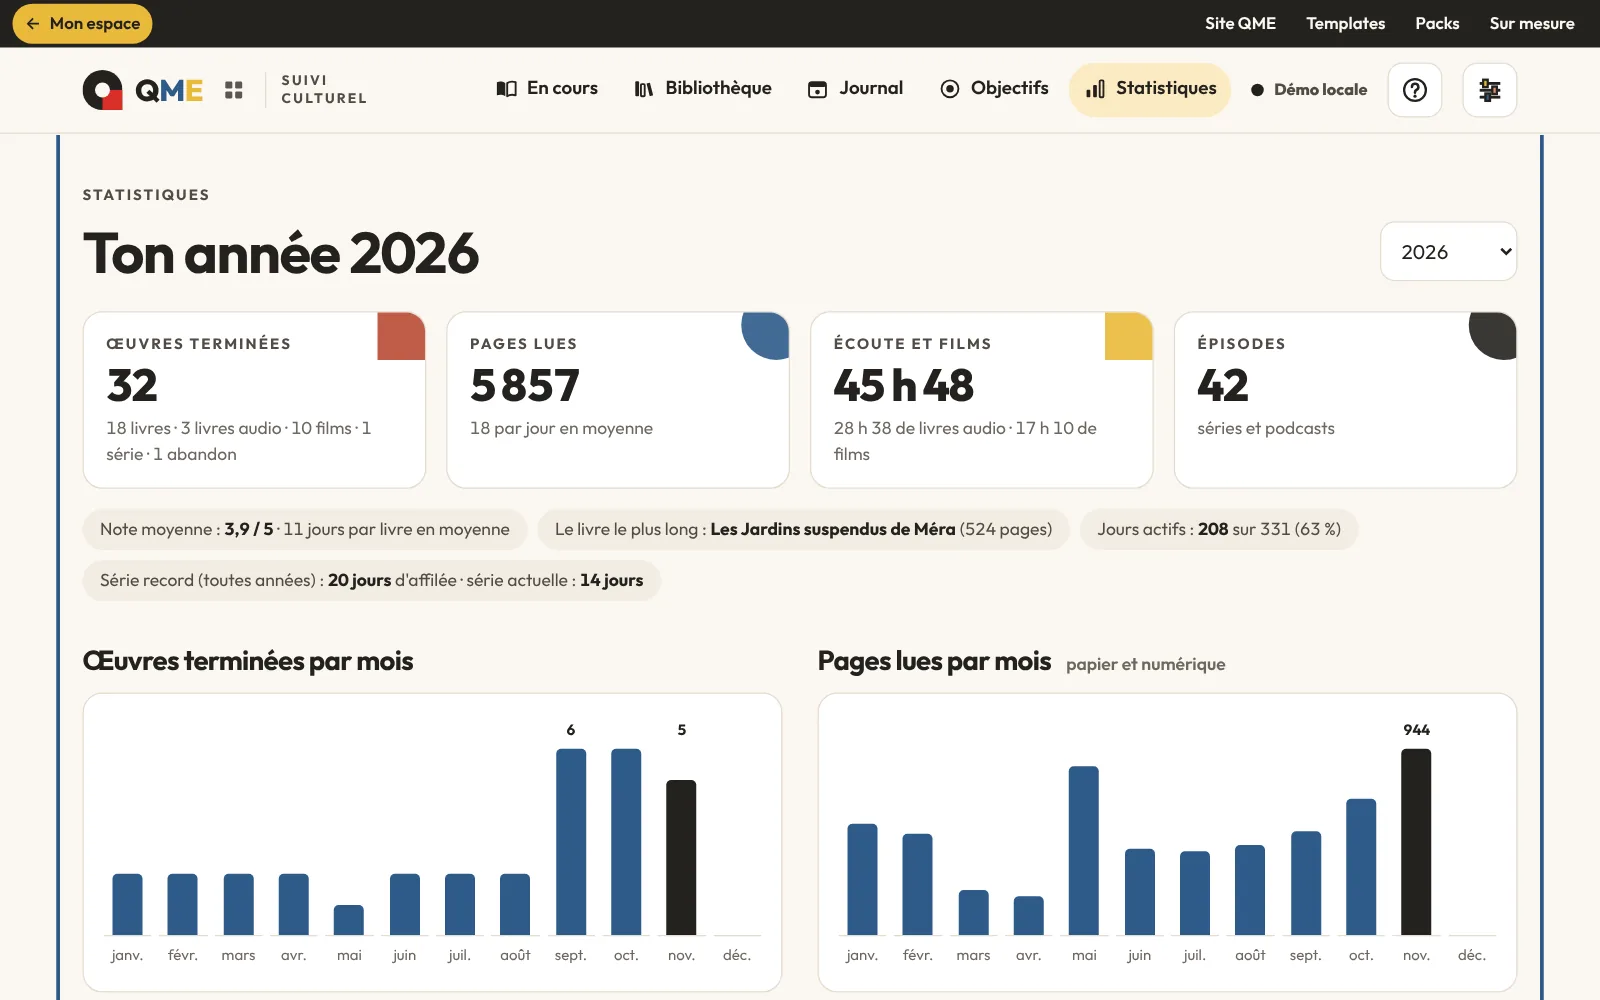 Mon espace
Site QME
Templates
Packs
Sur mesure
QME
SUIVI
CULTUREL
En cours
Bibliothèque
Journal
Objectifs
Statistiques
Démo locale
STATISTIQUES
Ton année 2026
2026
ŒUVRES TERMINÉES
32
18 livres · 3 livres audio · 10 films · 1
série · 1 abandon
PAGES LUES
5 857
18 par jour en moyenne
ÉCOUTE ET FILMS
45 h 48
28 h 38 de livres audio · 17 h 10 de
films
ÉPISODES
42
séries et podcasts
Note moyenne : 3,9 / 5 · 11 jours par livre en moyenne
Le livre le plus long : Les Jardins suspendus de Méra (524 pages)
Jours actifs : 208 sur 331 (63 %)
Série record (toutes années) : 20 jours d'affilée · série actuelle : 14 jours
Œuvres terminées par mois
6
5
janv. févr. mars avr. mai juin juil. août sept. oct. nov. déc.
Pages lues par mois papier et numérique
944
janv. févr. mars avr. mai juin juil. août sept. oct. nov. déc.